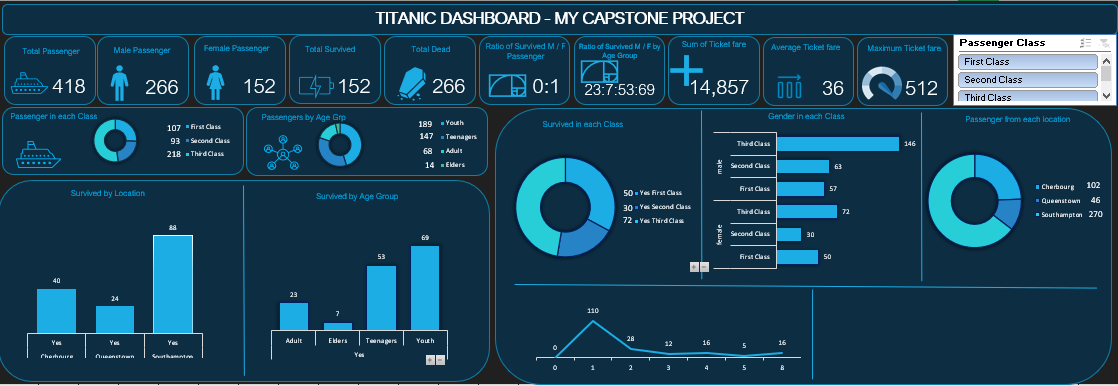 TITANIC DASHBOARD - MY CAPSTONE PROJECT
Total Passenger
418
Male Passenger
266
Female Passenger
152
Total Survived
152
Total Dead
266
Ratio of Survived M / F
Passenger
0:1
Ratio of Survived M / F by
Age Group
23:7:53:69
Sum of Ticket fare
14,857
Average Ticket fare
36
Maximum Ticket fare
512
Passenger Class
First Class
Second Class
Third Class
Passenger in each Class
107 First Class
93 Second Class
218 Third Class
Passengers by Age Grp
189 Youth
147 Teenagers
68 Adult
14 Elders
Survived by Location
40
24
88
Yes Yes Yes
Cherbourg Queenstown Southampton
Survived by Age Group
23
7
53
69
Adult Elders Teenagers Youth
Yes
Survived in each Class
50 Yes First Class
30 Yes Second Class
72 Yes Third Class
Gender in each Class
male
Third Class 146
Second Class 63
First Class 57
female
Third Class 72
Second Class 30
First Class 50
Passenger from each location
Cherbourg 102
Queenstown 46
Southampton 270
0 110 28 12 16 5 16
0 1 2 3 4 5 8